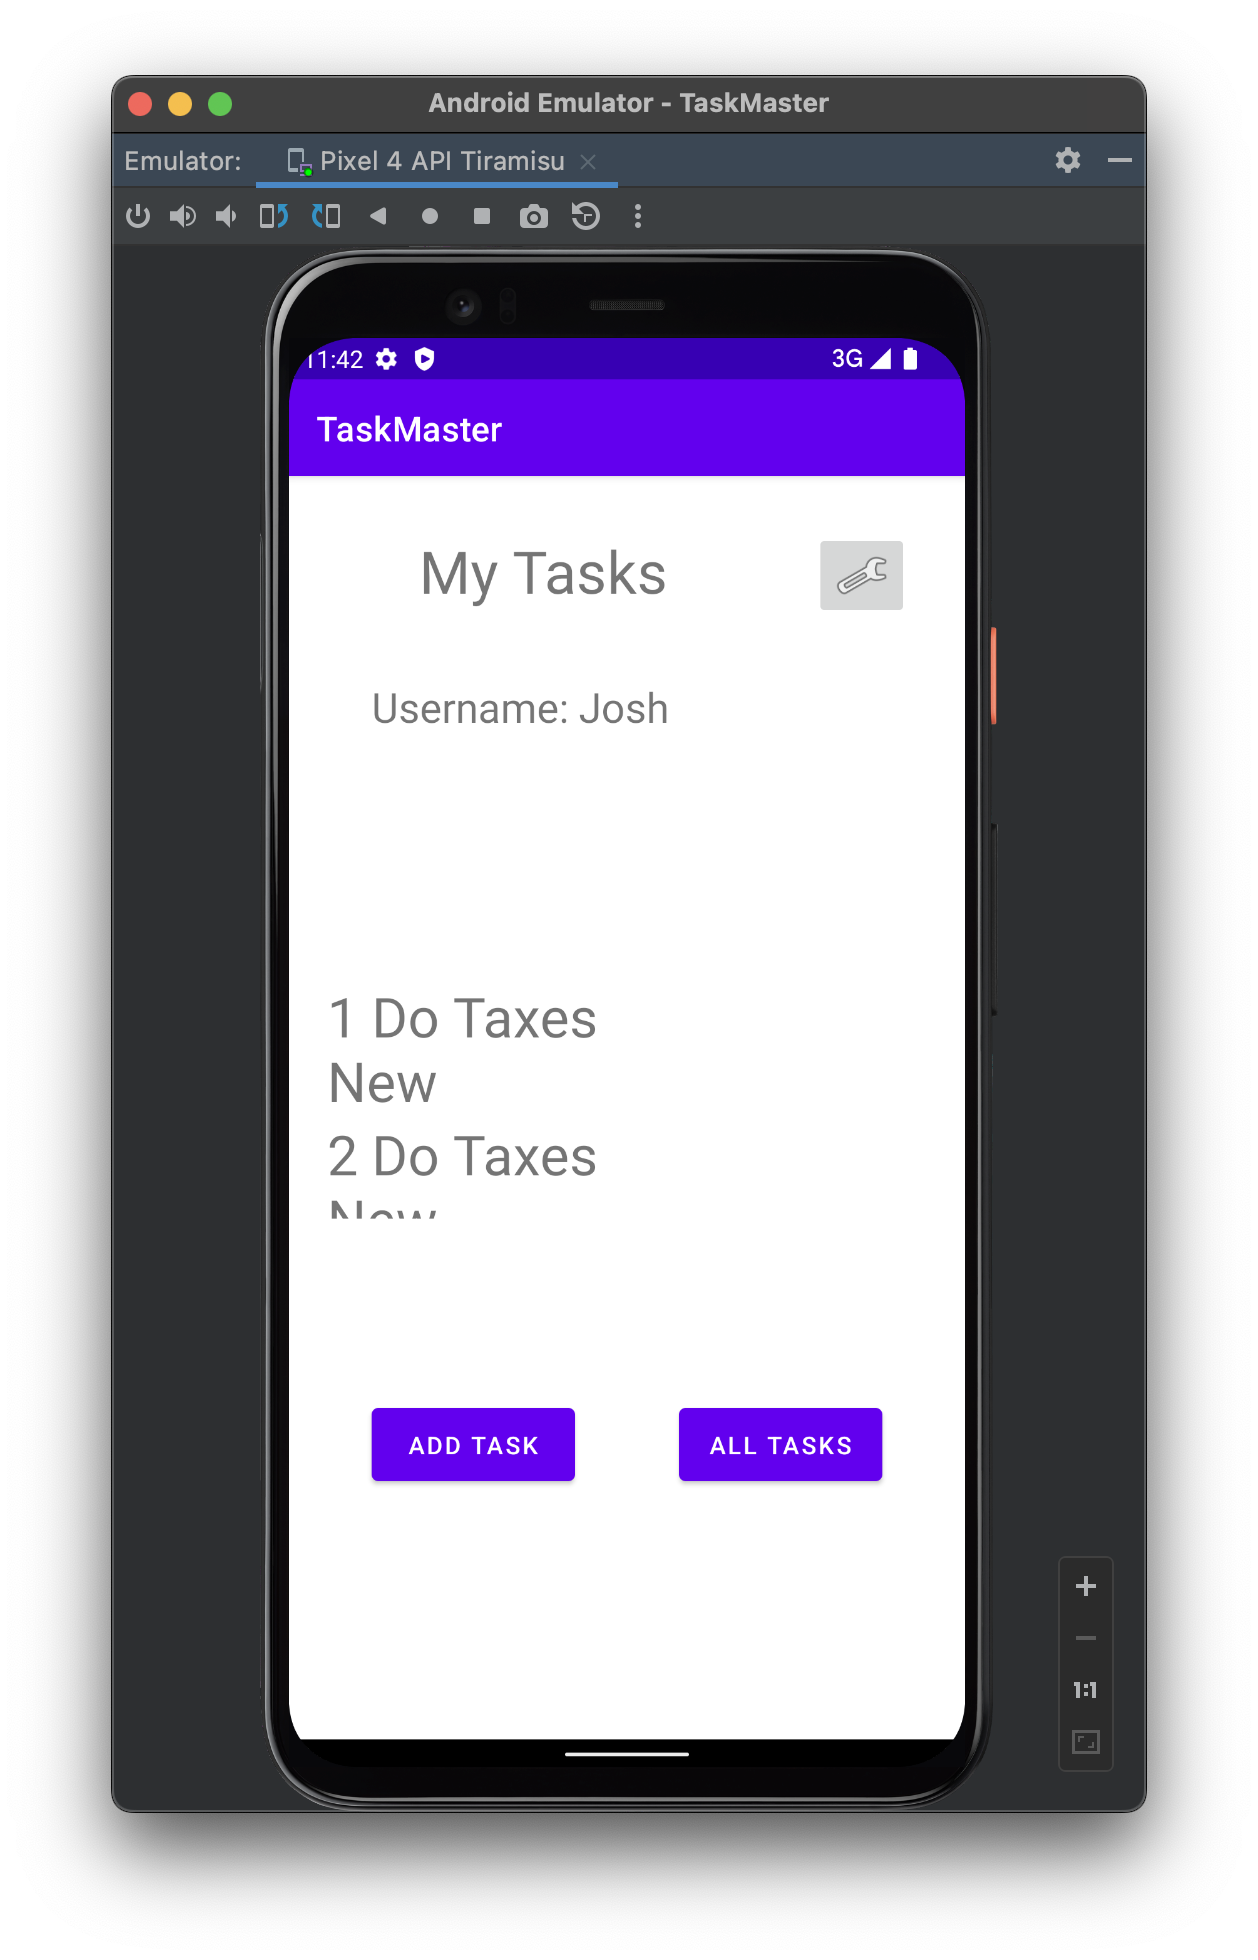 Android Emulator - TaskMaster
Emulator: Pixel 4 API Tiramisu
11:42 3G
TaskMaster
My Tasks
Username: Josh
1 Do Taxes
New
2 Do Taxes
New
ADD TASK ALL TASKS
1:1